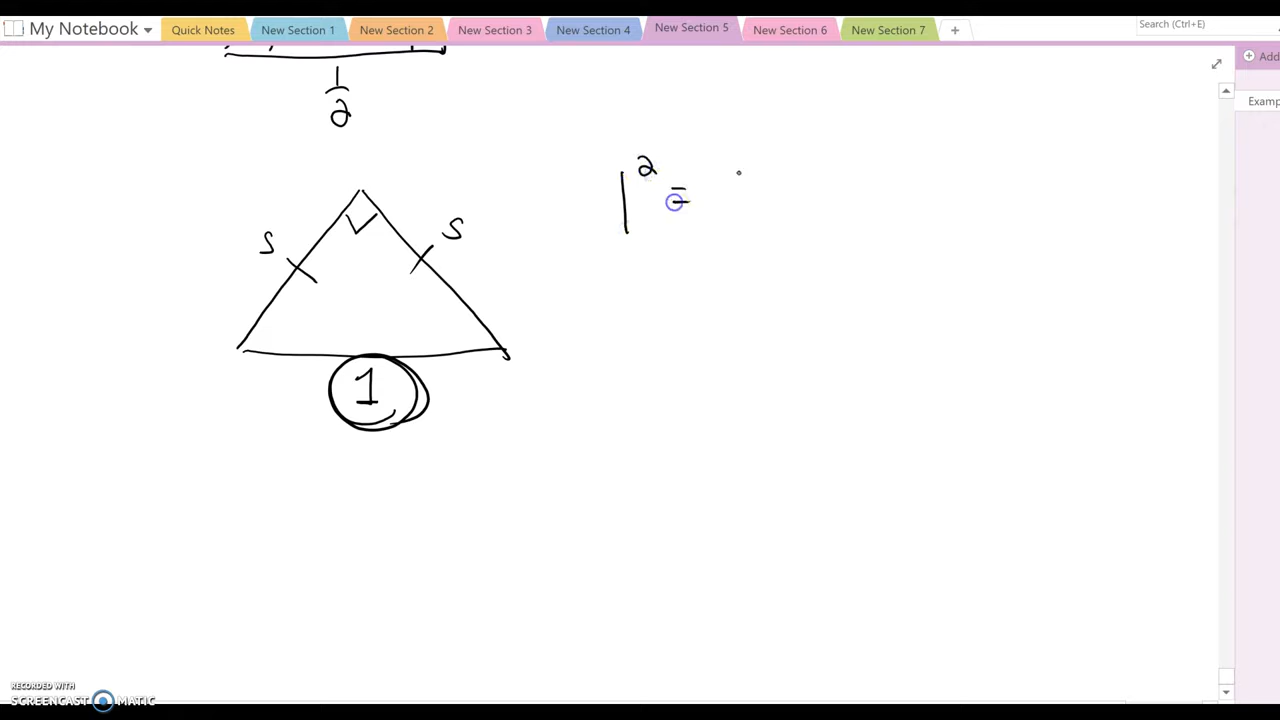 My Notebook
Quick Notes
New Section 1
New Section 2
New Section 3
New Section 4
New Section 5
New Section 6
New Section 7
+
Search (Ctrl+E)
Add
Examp
1
2
1² =
s
s
1
RECORDED WITH
SCREENCAST MATIC